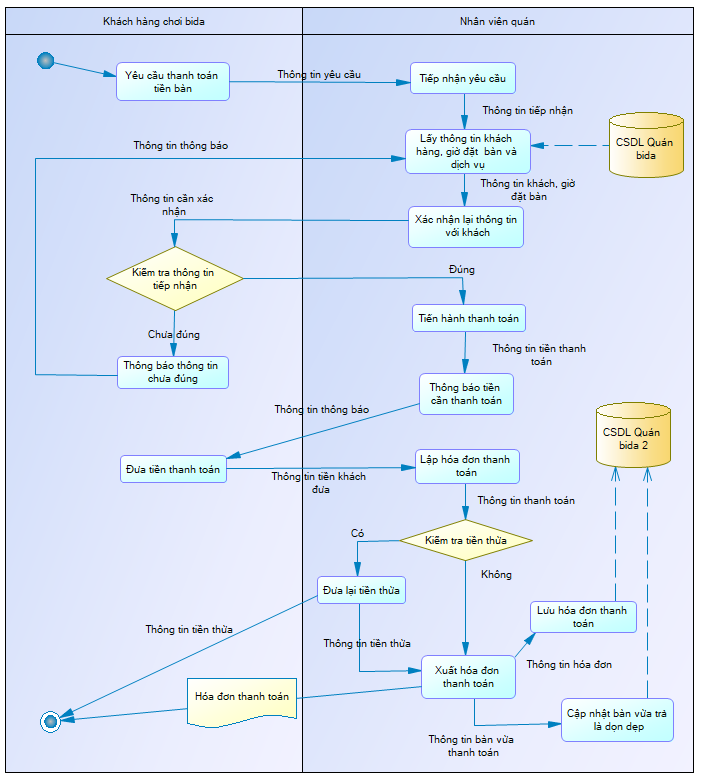 Khách hàng chơi bida
Nhân viên quán
Yêu cầu thanh toán
tiền bàn
Thông tin yêu cầu
Tiếp nhận yêu cầu
Thông tin tiếp nhận
Thông tin thông báo
Lấy thông tin khách
hàng, giờ đặt bàn và
dịch vụ
CSDL Quán
bida
Thông tin khách, giờ
đặt bàn
Thông tin cần xác
nhận
Xác nhận lại thông tin
với khách
Kiểm tra thông tin
tiếp nhận
Đúng
Chưa đúng
Tiến hành thanh toán
Thông tin tiền thanh
toán
Thông báo thông tin
chưa đúng
Thông báo tiền
cần thanh toán
Thông tin thông báo
CSDL Quán
bida 2
Đưa tiền thanh toán
Thông tin tiền khách
đưa
Lập hóa đơn thanh
toán
Thông tin thanh toán
Có
Kiểm tra tiền thừa
Không
Đưa lại tiền thừa
Lưu hóa đơn thanh
toán
Thông tin tiền thừa
Thông tin tiền thừa
Xuất hóa đơn
thanh toán
Thông tin hóa đơn
Hóa đơn thanh toán
Thông tin bàn vừa
thanh toán
Cập nhật bàn vừa trả
là dọn dẹp